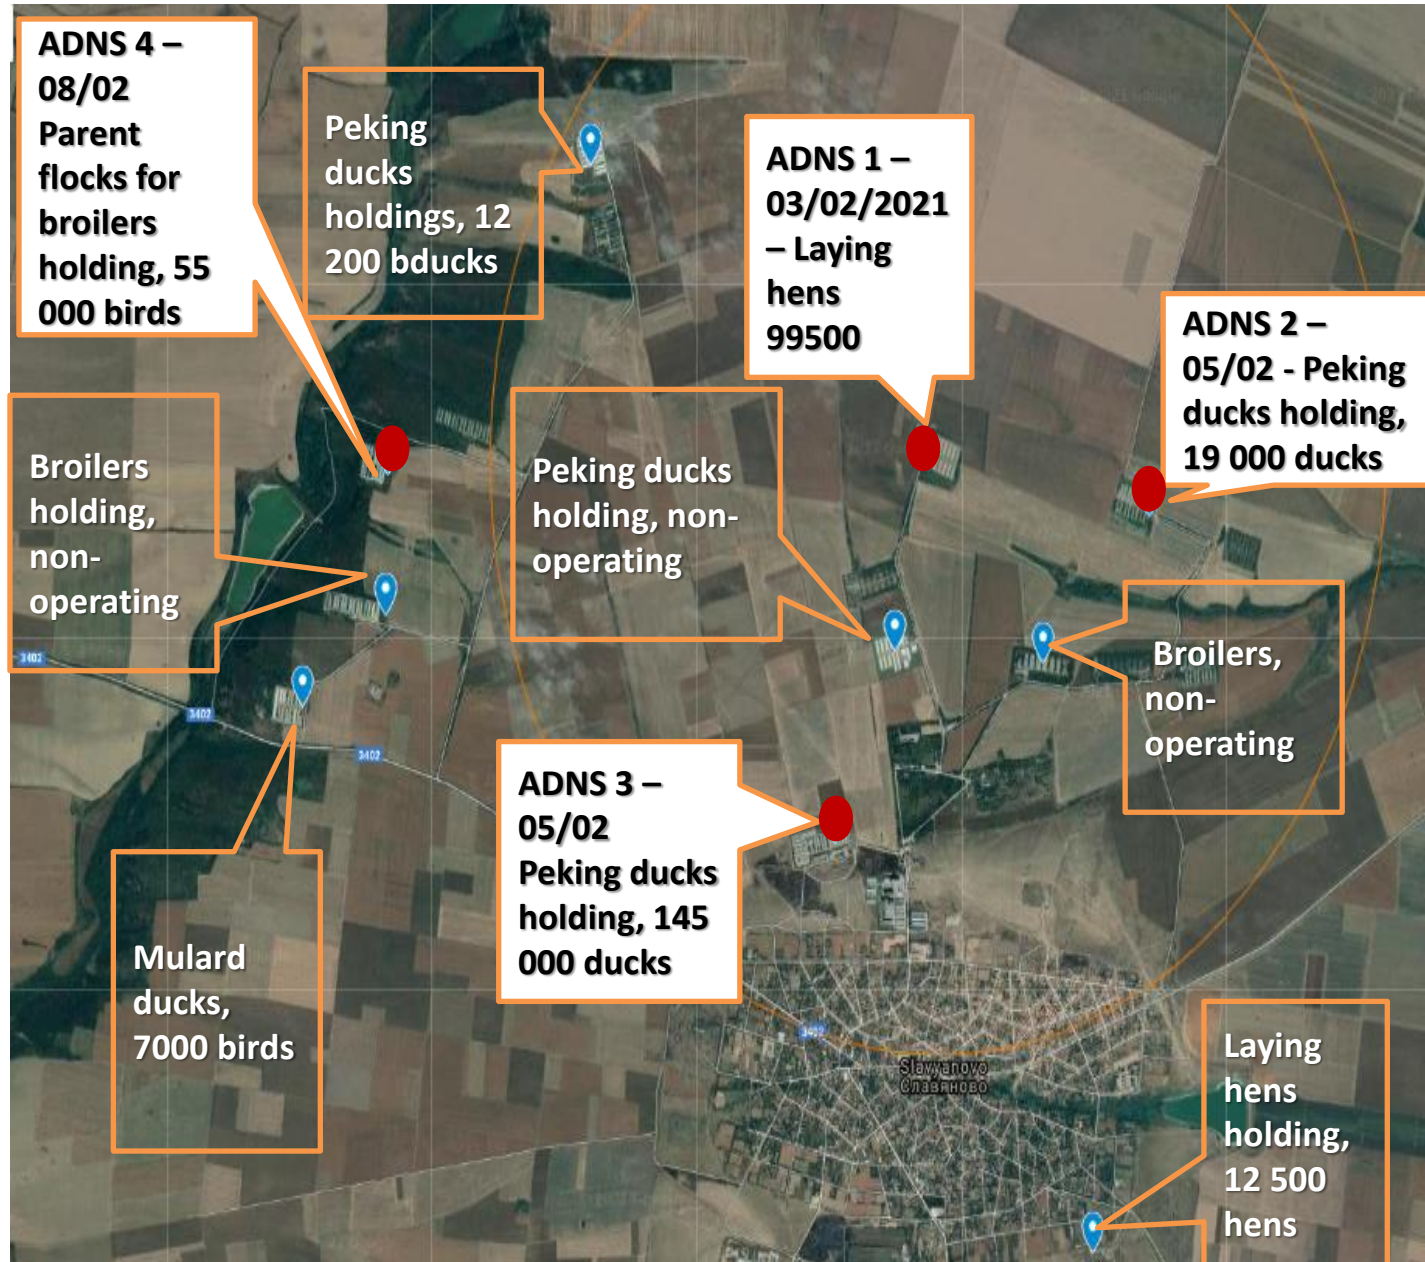 ADNS 4 –
08/02
Parent
flocks for
broilers
holding, 55
000 birds
Peking
ducks
holdings, 12
200 bducks
ADNS 1 –
03/02/2021
– Laying
hens
99500
ADNS 2 –
05/02 - Peking
ducks holding,
19 000 ducks
Broilers
holding,
non-
operating
Peking ducks
holding, non-
operating
Broilers,
non-
operating
3402
3402
3402
ADNS 3 –
05/02
Peking ducks
holding, 145
000 ducks
Mulard
ducks,
7000 birds
3402
Slavyanovo
Славяново
Laying
hens
holding,
12 500
hens